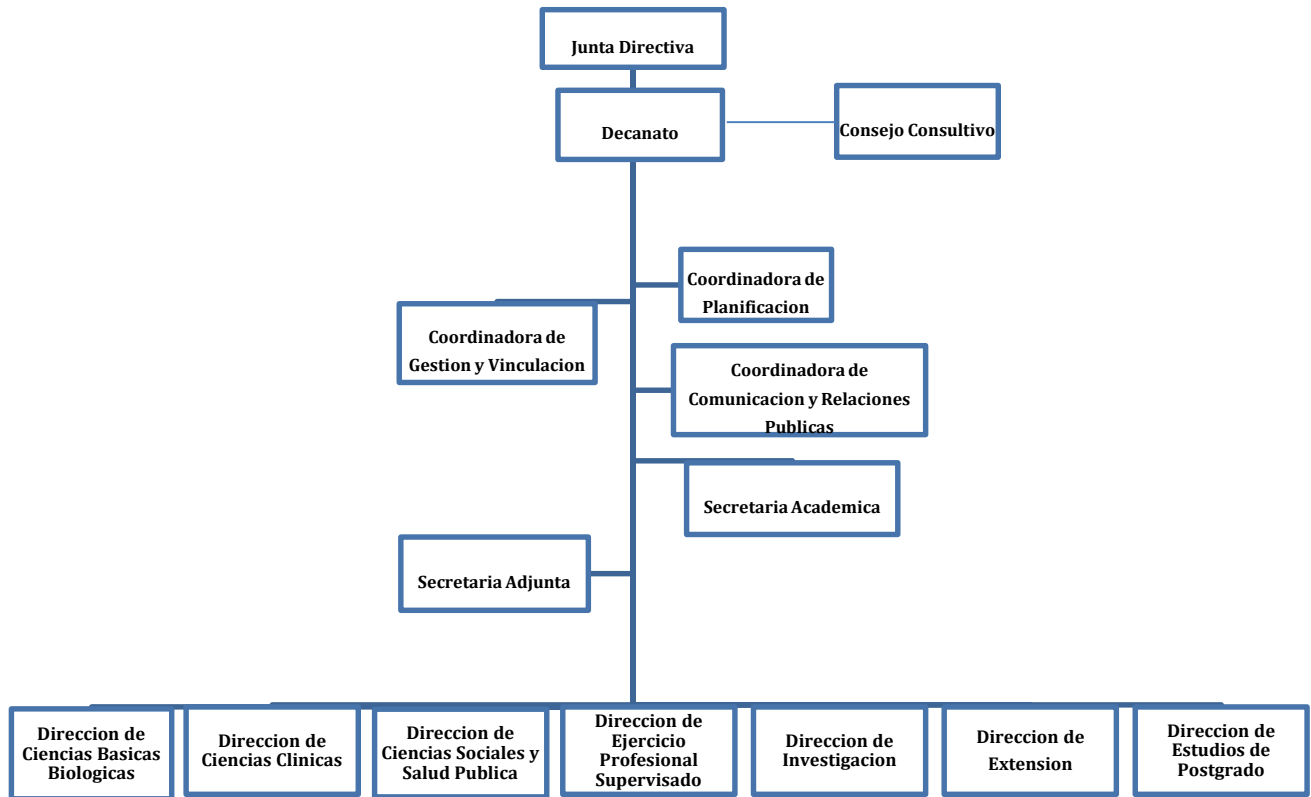 Junta Directiva
Decanato
Consejo Consultivo
Coordinadora de
Planificacion
Coordinadora de
Gestion y Vinculacion
Coordinadora de
Comunicacion y Relaciones
Publicas
Secretaria Academica
Secretaria Adjunta
Direccion de
Ciencias Basicas
Biologicas
Direccion de
Ciencias Clinicas
Direccion de
Ciencias Sociales y
Salud Publica
Direccion de
Ejercicio
Profesional
Supervisado
Direccion de
Investigacion
Direccion de
Extension
Direccion de
Estudios de
Postgrado